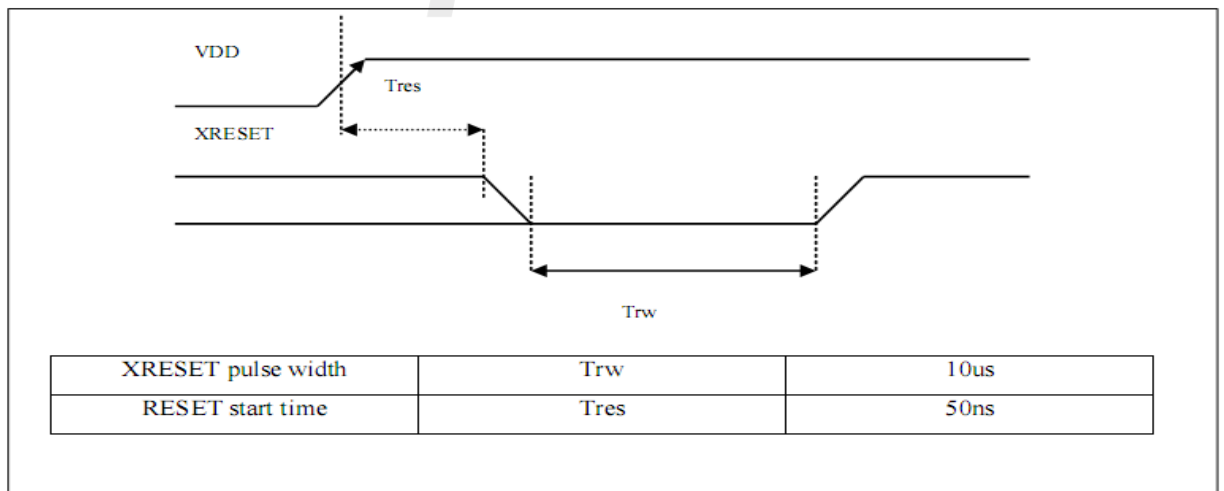 VDD
Tres
XRESET
Trw
XRESET pulse width Trw 10us
RESET start time Tres 50ns